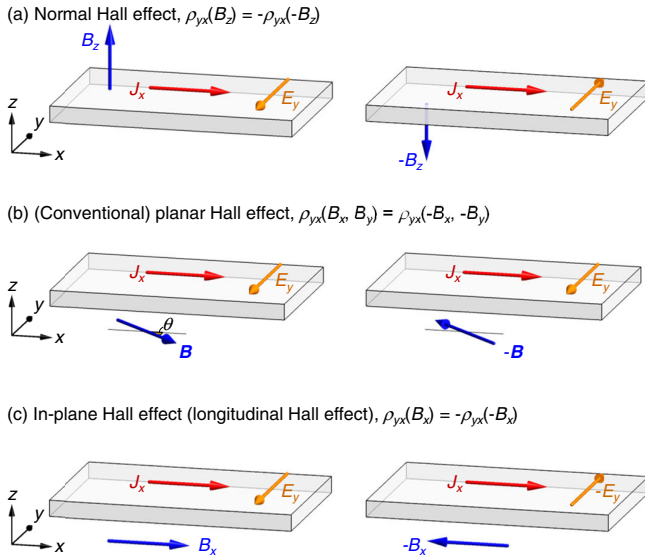 (a) Normal Hall effect, ρyx(Bz) = -ρyx(-Bz)
Bz
Jx
Ey
Jx
Ey
z
y
x
-Bz
(b) (Conventional) planar Hall effect, ρyx(Bx, By) = ρyx(-Bx, -By)
Jx
Ey
Jx
Ey
z
y
x
θ
B
-B
(c) In-plane Hall effect (longitudinal Hall effect), ρyx(Bx) = -ρyx(-Bx)
Jx
Ey
Jx
-Ey
z
y
x
Bx
-Bx